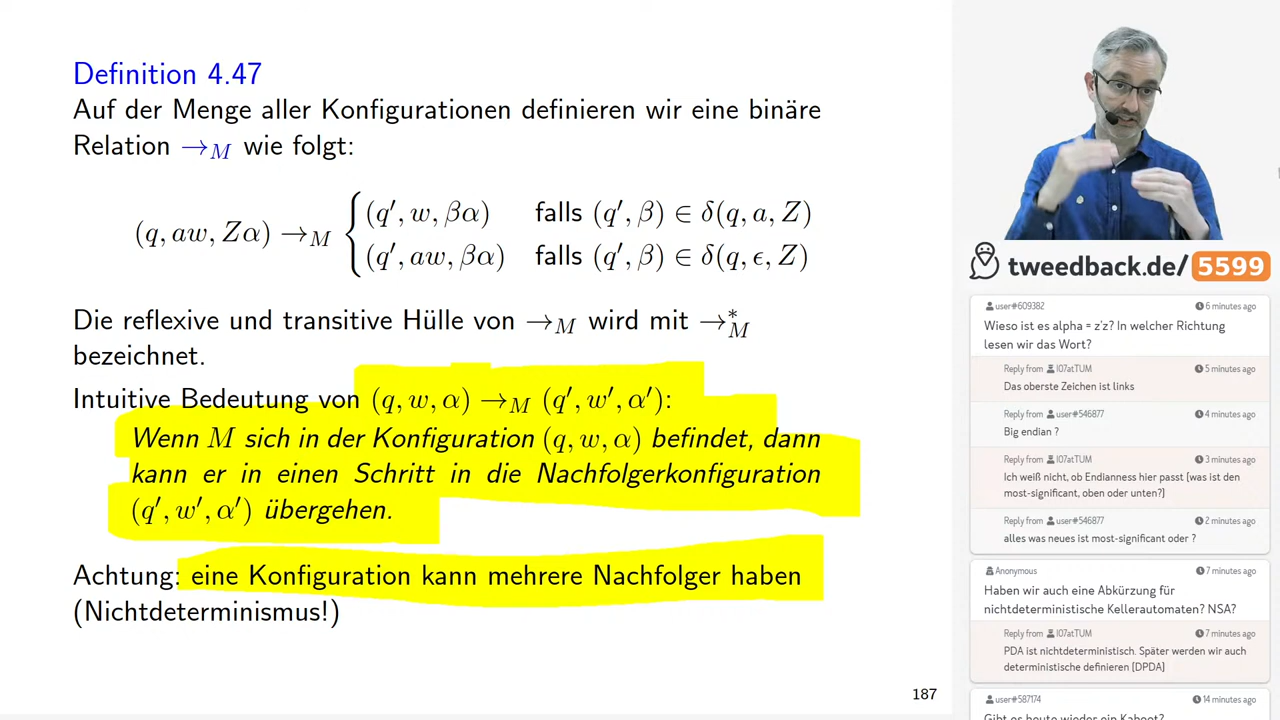 Definition 4.47
Auf der Menge aller Konfigurationen definieren wir eine binäre
Relation →_M wie folgt:
(q, aw, Zα) →_M { (q′, w, βα) falls (q′, β) ∈ δ(q, a, Z)
(q′, aw, βα) falls (q′, β) ∈ δ(q, ϵ, Z)
Die reflexive und transitive Hülle von →_M wird mit →*_M
bezeichnet.
Intuitive Bedeutung von (q, w, α) →_M (q′, w′, α′):
Wenn M sich in der Konfiguration (q, w, α) befindet, dann
kann er in einen Schritt in die Nachfolgerkonfiguration
(q′, w′, α′) übergehen.
Achtung: eine Konfiguration kann mehrere Nachfolger haben
(Nichtdeterminismus!)
187
tweedback.de/ 5599
user#609382 6 minutes ago
Wieso ist es alpha = z'z? In welcher Richtung
lesen wir das Wort?
Reply from I07atTUM 5 minutes ago
Das oberste Zeichen ist links
Reply from user#546877 4 minutes ago
Big endian ?
Reply from I07atTUM 3 minutes ago
Ich weiß nicht, ob Endianness hier passt (was ist den
most-significant, oben oder unten?)
Reply from user#546877 2 minutes ago
alles was neues ist most-significant oder ?
Anonymous 7 minutes ago
Haben wir auch eine Abkürzung für
nichtdeterministische Kellerautomaten? NSA?
Reply from I07atTUM 7 minutes ago
PDA ist nichtdeterministisch. Später werden wir auch
deterministische definieren (DPDA)
user#587174 14 minutes ago
Gibt es heute wieder ein Kahoot?